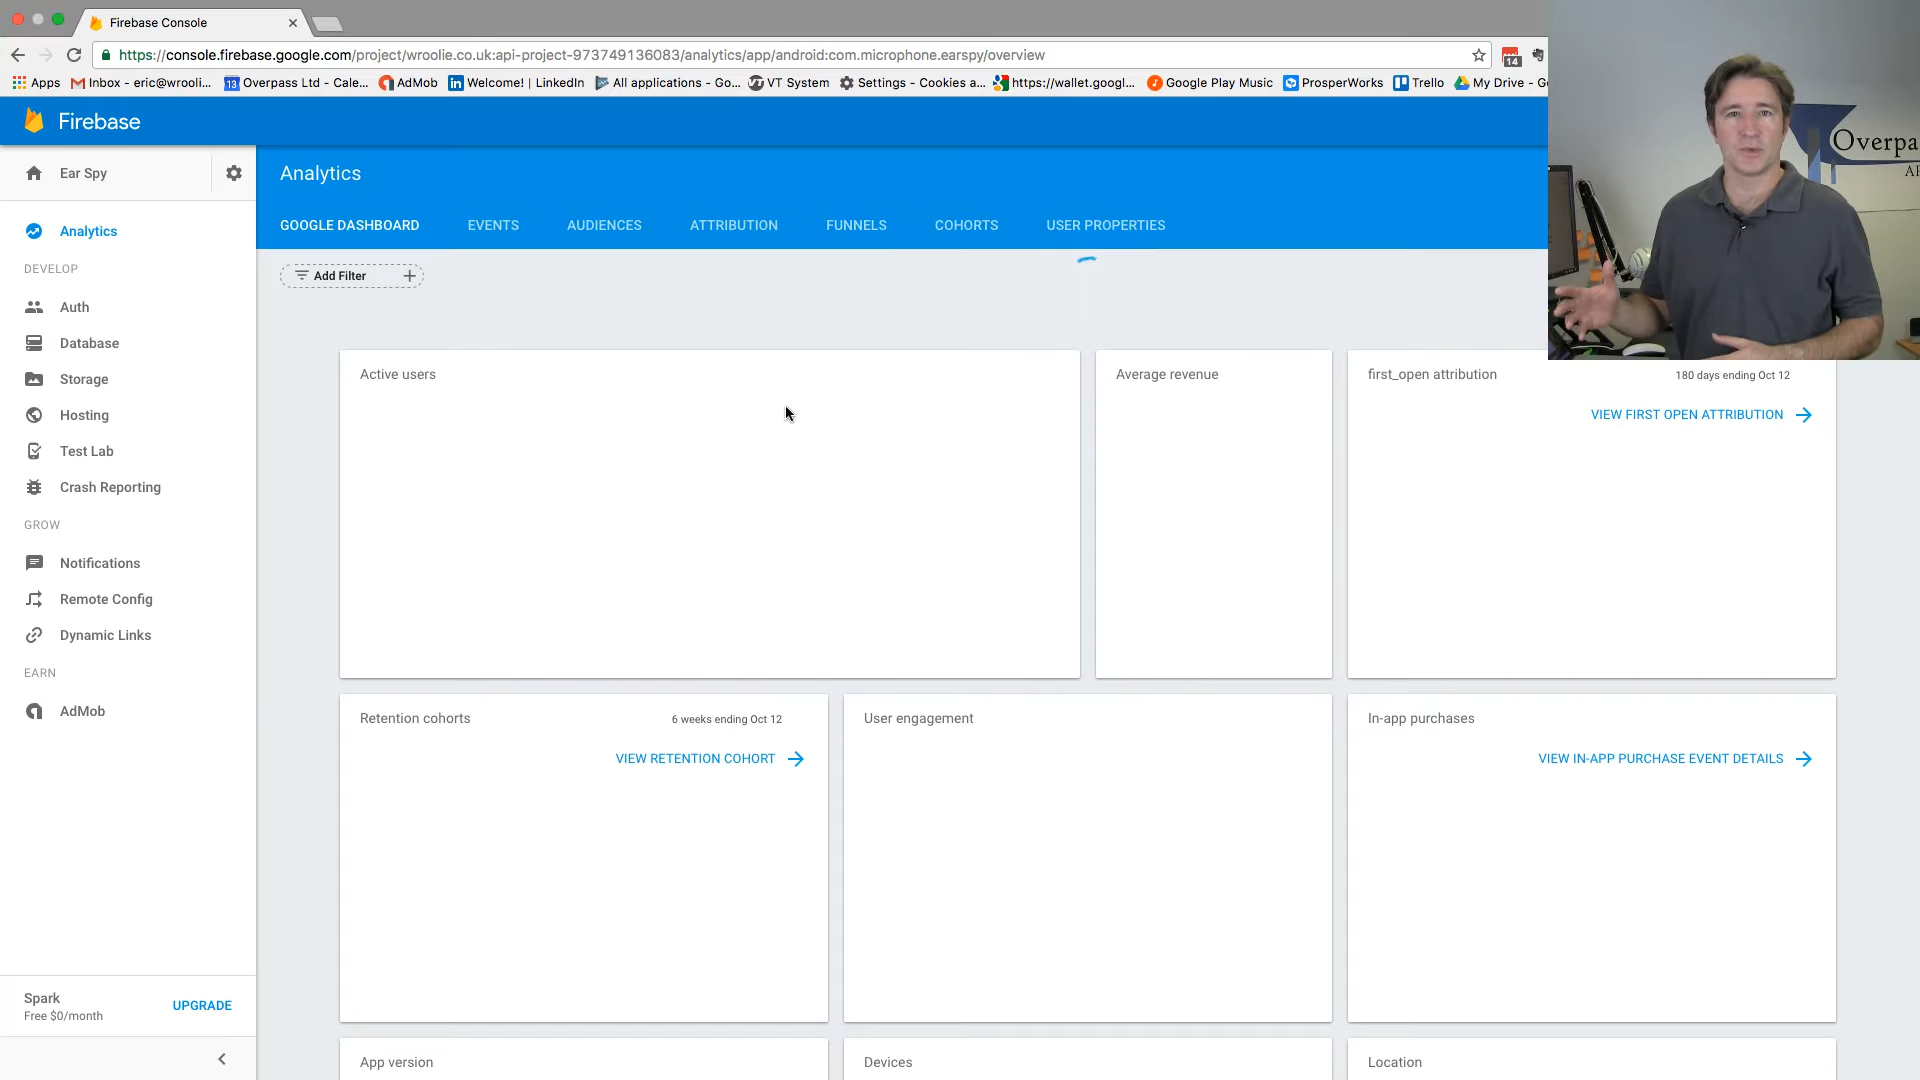 Firebase Console
https://console.firebase.google.com/project/wroolie.co.uk:api-project-973749136083/analytics/app/android:com.microphone.earspy/overview
14
Apps
Inbox - eric@wrooli...
13
Overpass Ltd - Cale...
AdMob
Welcome! | LinkedIn
All applications - Go...
VT System
Settings - Cookies a...
https://wallet.googl...
Google Play Music
ProsperWorks
Trello
My Drive - Go
Firebase
Overpa
AP
Ear Spy
Analytics
Analytics
GOOGLE DASHBOARD
EVENTS
AUDIENCES
ATTRIBUTION
FUNNELS
COHORTS
USER PROPERTIES
DEVELOP
Add Filter
Auth
Database
Storage
Hosting
Test Lab
Crash Reporting
GROW
Notifications
Remote Config
Dynamic Links
EARN
AdMob
Active users
Average revenue
first_open attribution
180 days ending Oct 12
VIEW FIRST OPEN ATTRIBUTION
Retention cohorts
6 weeks ending Oct 12
VIEW RETENTION COHORT
User engagement
In-app purchases
VIEW IN-APP PURCHASE EVENT DETAILS
Spark
Free $0/month
UPGRADE
App version
Devices
Location